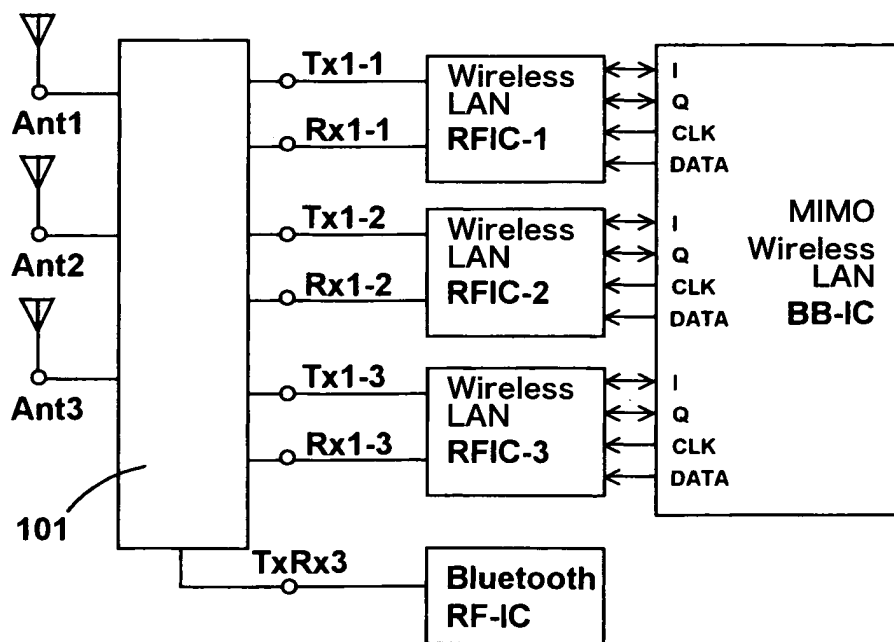 Ant1
Ant2
Ant3
101
Tx1-1
Rx1-1
Tx1-2
Rx1-2
Tx1-3
Rx1-3
TxRx3
Wireless
LAN
RFIC-1
Wireless
LAN
RFIC-2
Wireless
LAN
RFIC-3
Bluetooth
RF-IC
I
Q
CLK
DATA
I
Q
CLK
DATA
I
Q
CLK
DATA
MIMO
Wireless
LAN
BB-IC